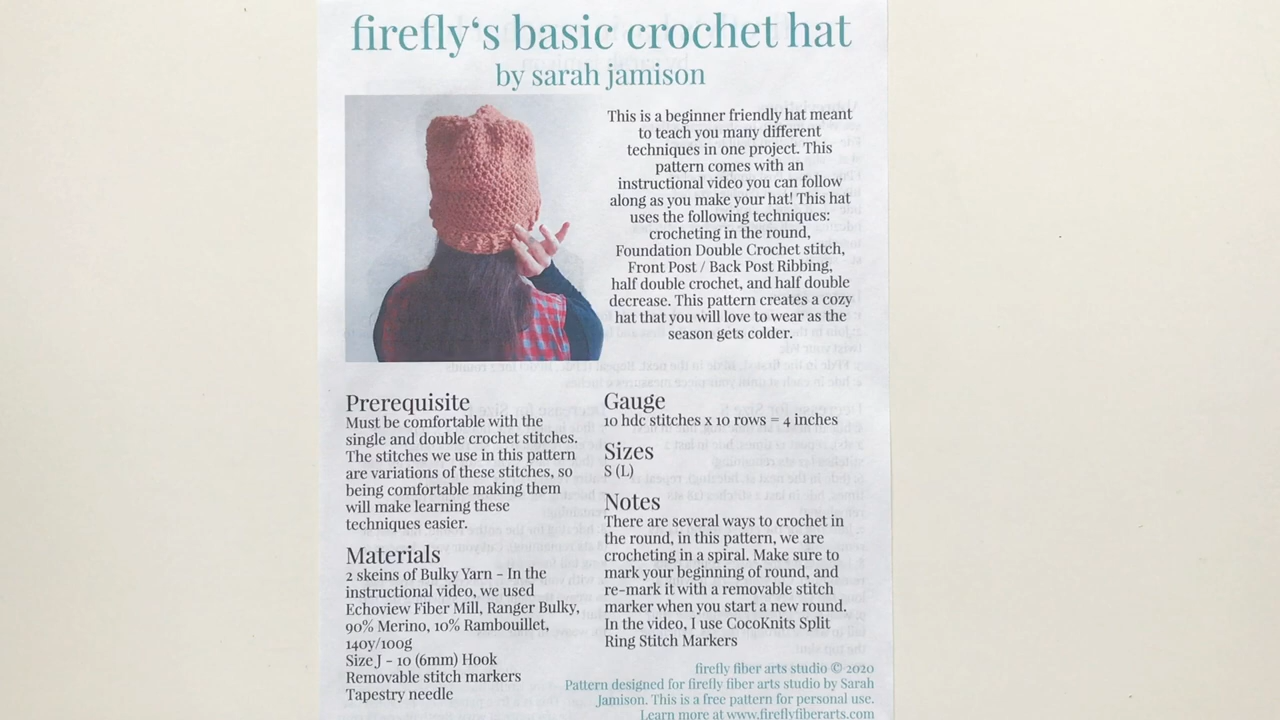 firefly's basic crochet hat
by sarah jamison
This is a beginner friendly hat meant
to teach you many different
techniques in one project. This
pattern comes with an
instructional video you can follow
along as you make your hat! This hat
uses the following techniques:
crocheting in the round,
Foundation Double Crochet stitch,
Front Post / Back Post Ribbing,
half double crochet, and half double
decrease. This pattern creates a cozy
hat that you will love to wear as the
season gets colder.
Prerequisite
Must be comfortable with the
single and double crochet stitches.
The stitches we use in this pattern
are variations of these stitches, so
being comfortable making them
will make learning these
techniques easier.
Materials
2 skeins of Bulky Yarn - In the
instructional video, we used
Echoview Fiber Mill, Ranger Bulky,
90% Merino, 10% Rambouillet,
140y/100g
Size J - 10 (6mm) Hook
Removable stitch markers
Tapestry needle
Gauge
10 hdc stitches x 10 rows = 4 inches
Sizes
S (L)
Notes
There are several ways to crochet in
the round, in this pattern, we are
crocheting in a spiral. Make sure to
mark your beginning of round, and
re-mark it with a removable stitch
marker when you start a new round.
In the video, I use CocoKnits Split
Ring Stitch Markers
firefly fiber arts studio © 2020
Pattern designed for firefly fiber arts studio by Sarah
Jamison. This is a free pattern for personal use.
Learn more at www.fireflyfiberarts.com